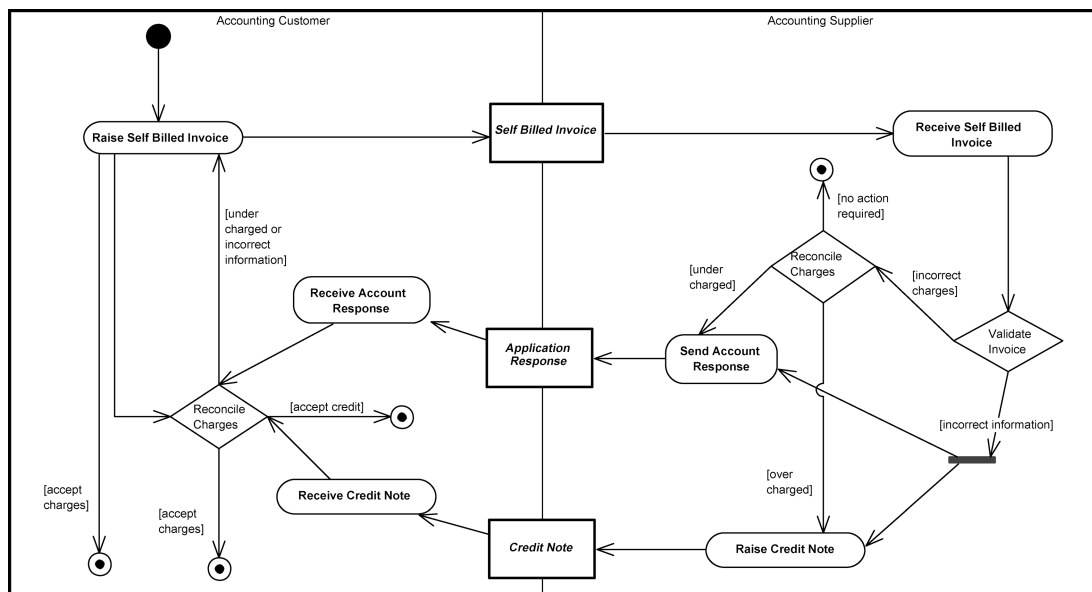 Accounting Customer
Accounting Supplier
Raise Self Billed Invoice
Self Billed Invoice
Receive Self Billed
Invoice
[no action
required]
[under
charged or
incorrect
information]
Reconcile
Charges
[under
charged]
[incorrect
charges]
Receive Account
Response
Application
Response
Send Account
Response
Validate
Invoice
Reconcile
Charges
[accept credit]
[incorrect information]
[accept
charges]
Receive Credit Note
[over
charged]
[accept
charges]
Credit Note
Raise Credit Note